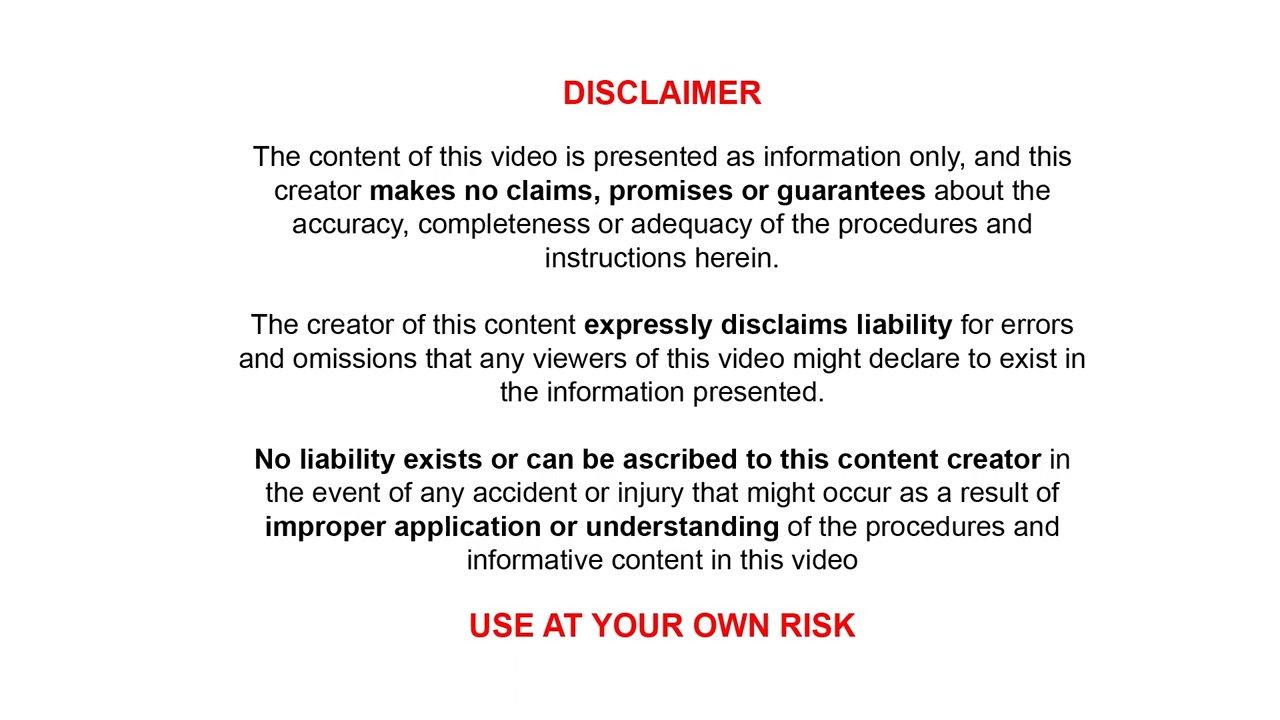 DISCLAIMER
The content of this video is presented as information only, and this
creator makes no claims, promises or guarantees about the
accuracy, completeness or adequacy of the procedures and
instructions herein.
The creator of this content expressly disclaims liability for errors
and omissions that any viewers of this video might declare to exist in
the information presented.
No liability exists or can be ascribed to this content creator in
the event of any accident or injury that might occur as a result of
improper application or understanding of the procedures and
informative content in this video
USE AT YOUR OWN RISK